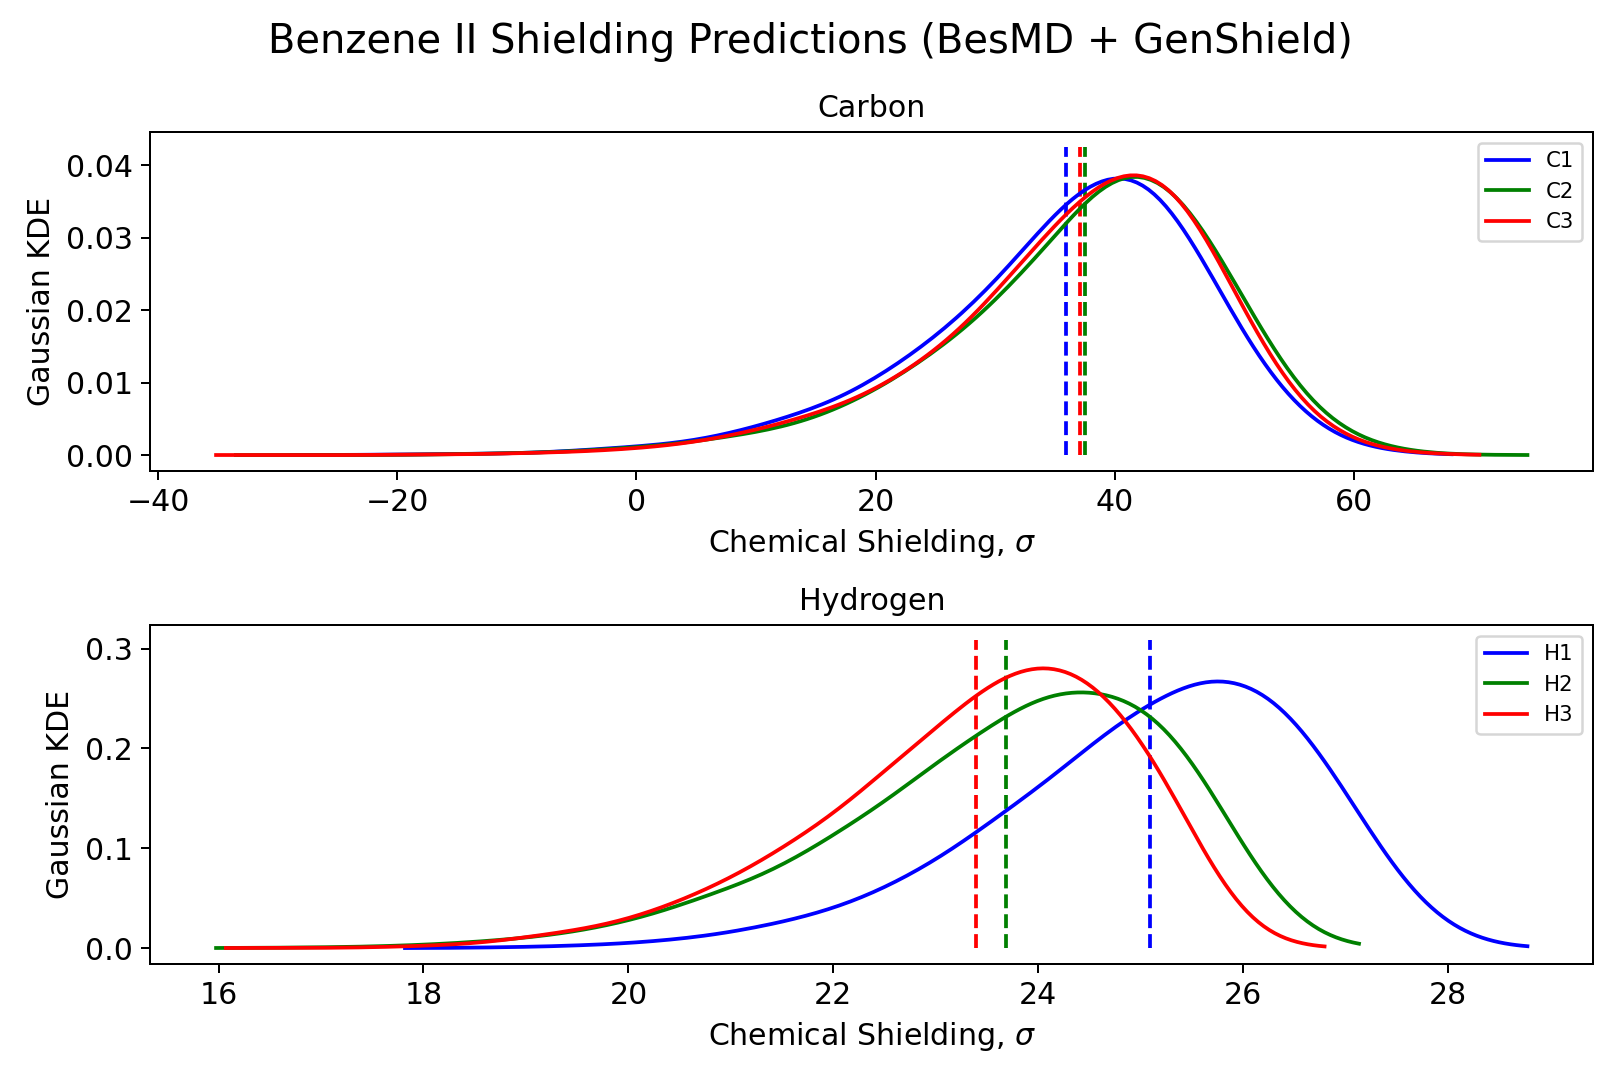 Benzene II Shielding Predictions (BesMD + GenShield)
Carbon
Gaussian KDE
0.04
0.03
0.02
0.01
0.00
C1
C2
C3
−40 −20 0 20 40 60
Chemical Shielding, σ
Hydrogen
Gaussian KDE
0.3
0.2
0.1
0.0
H1
H2
H3
16 18 20 22 24 26 28
Chemical Shielding, σ